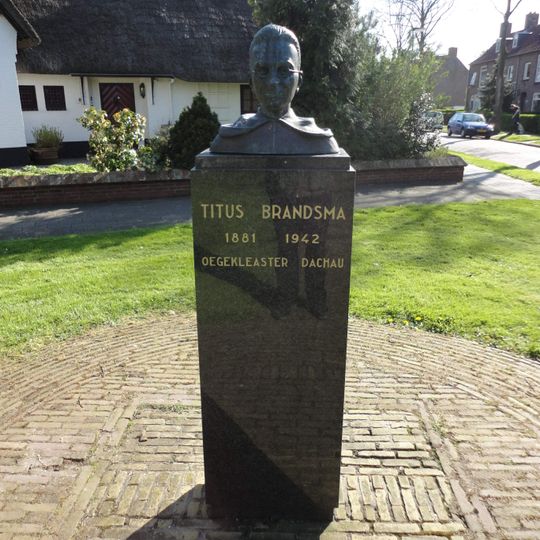 TITUS BRANDSMA
1881 1942
OEGEKLEASTER DACHAU